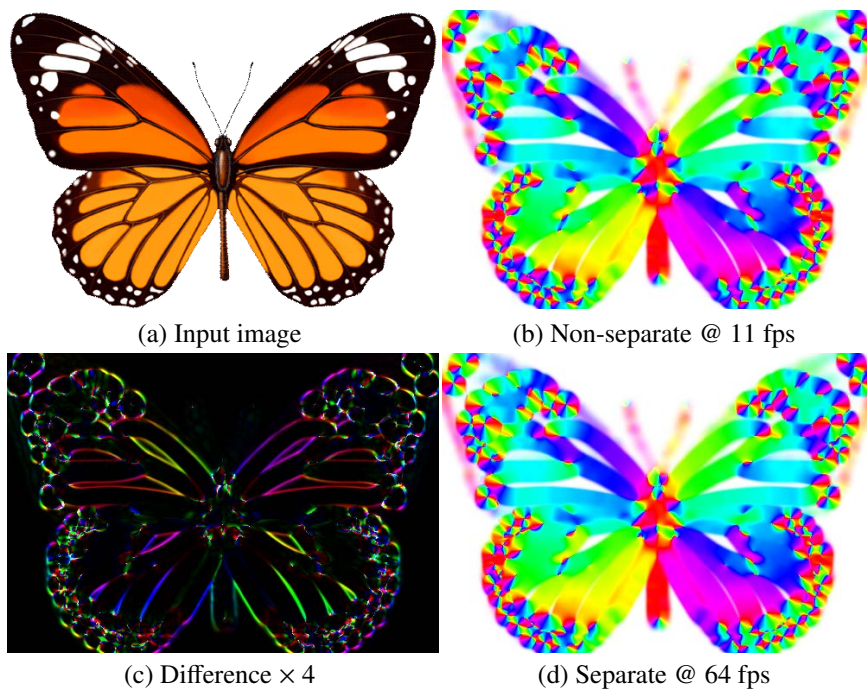 (a) Input image
(b) Non-separate @ 11 fps
(c) Difference × 4
(d) Separate @ 64 fps